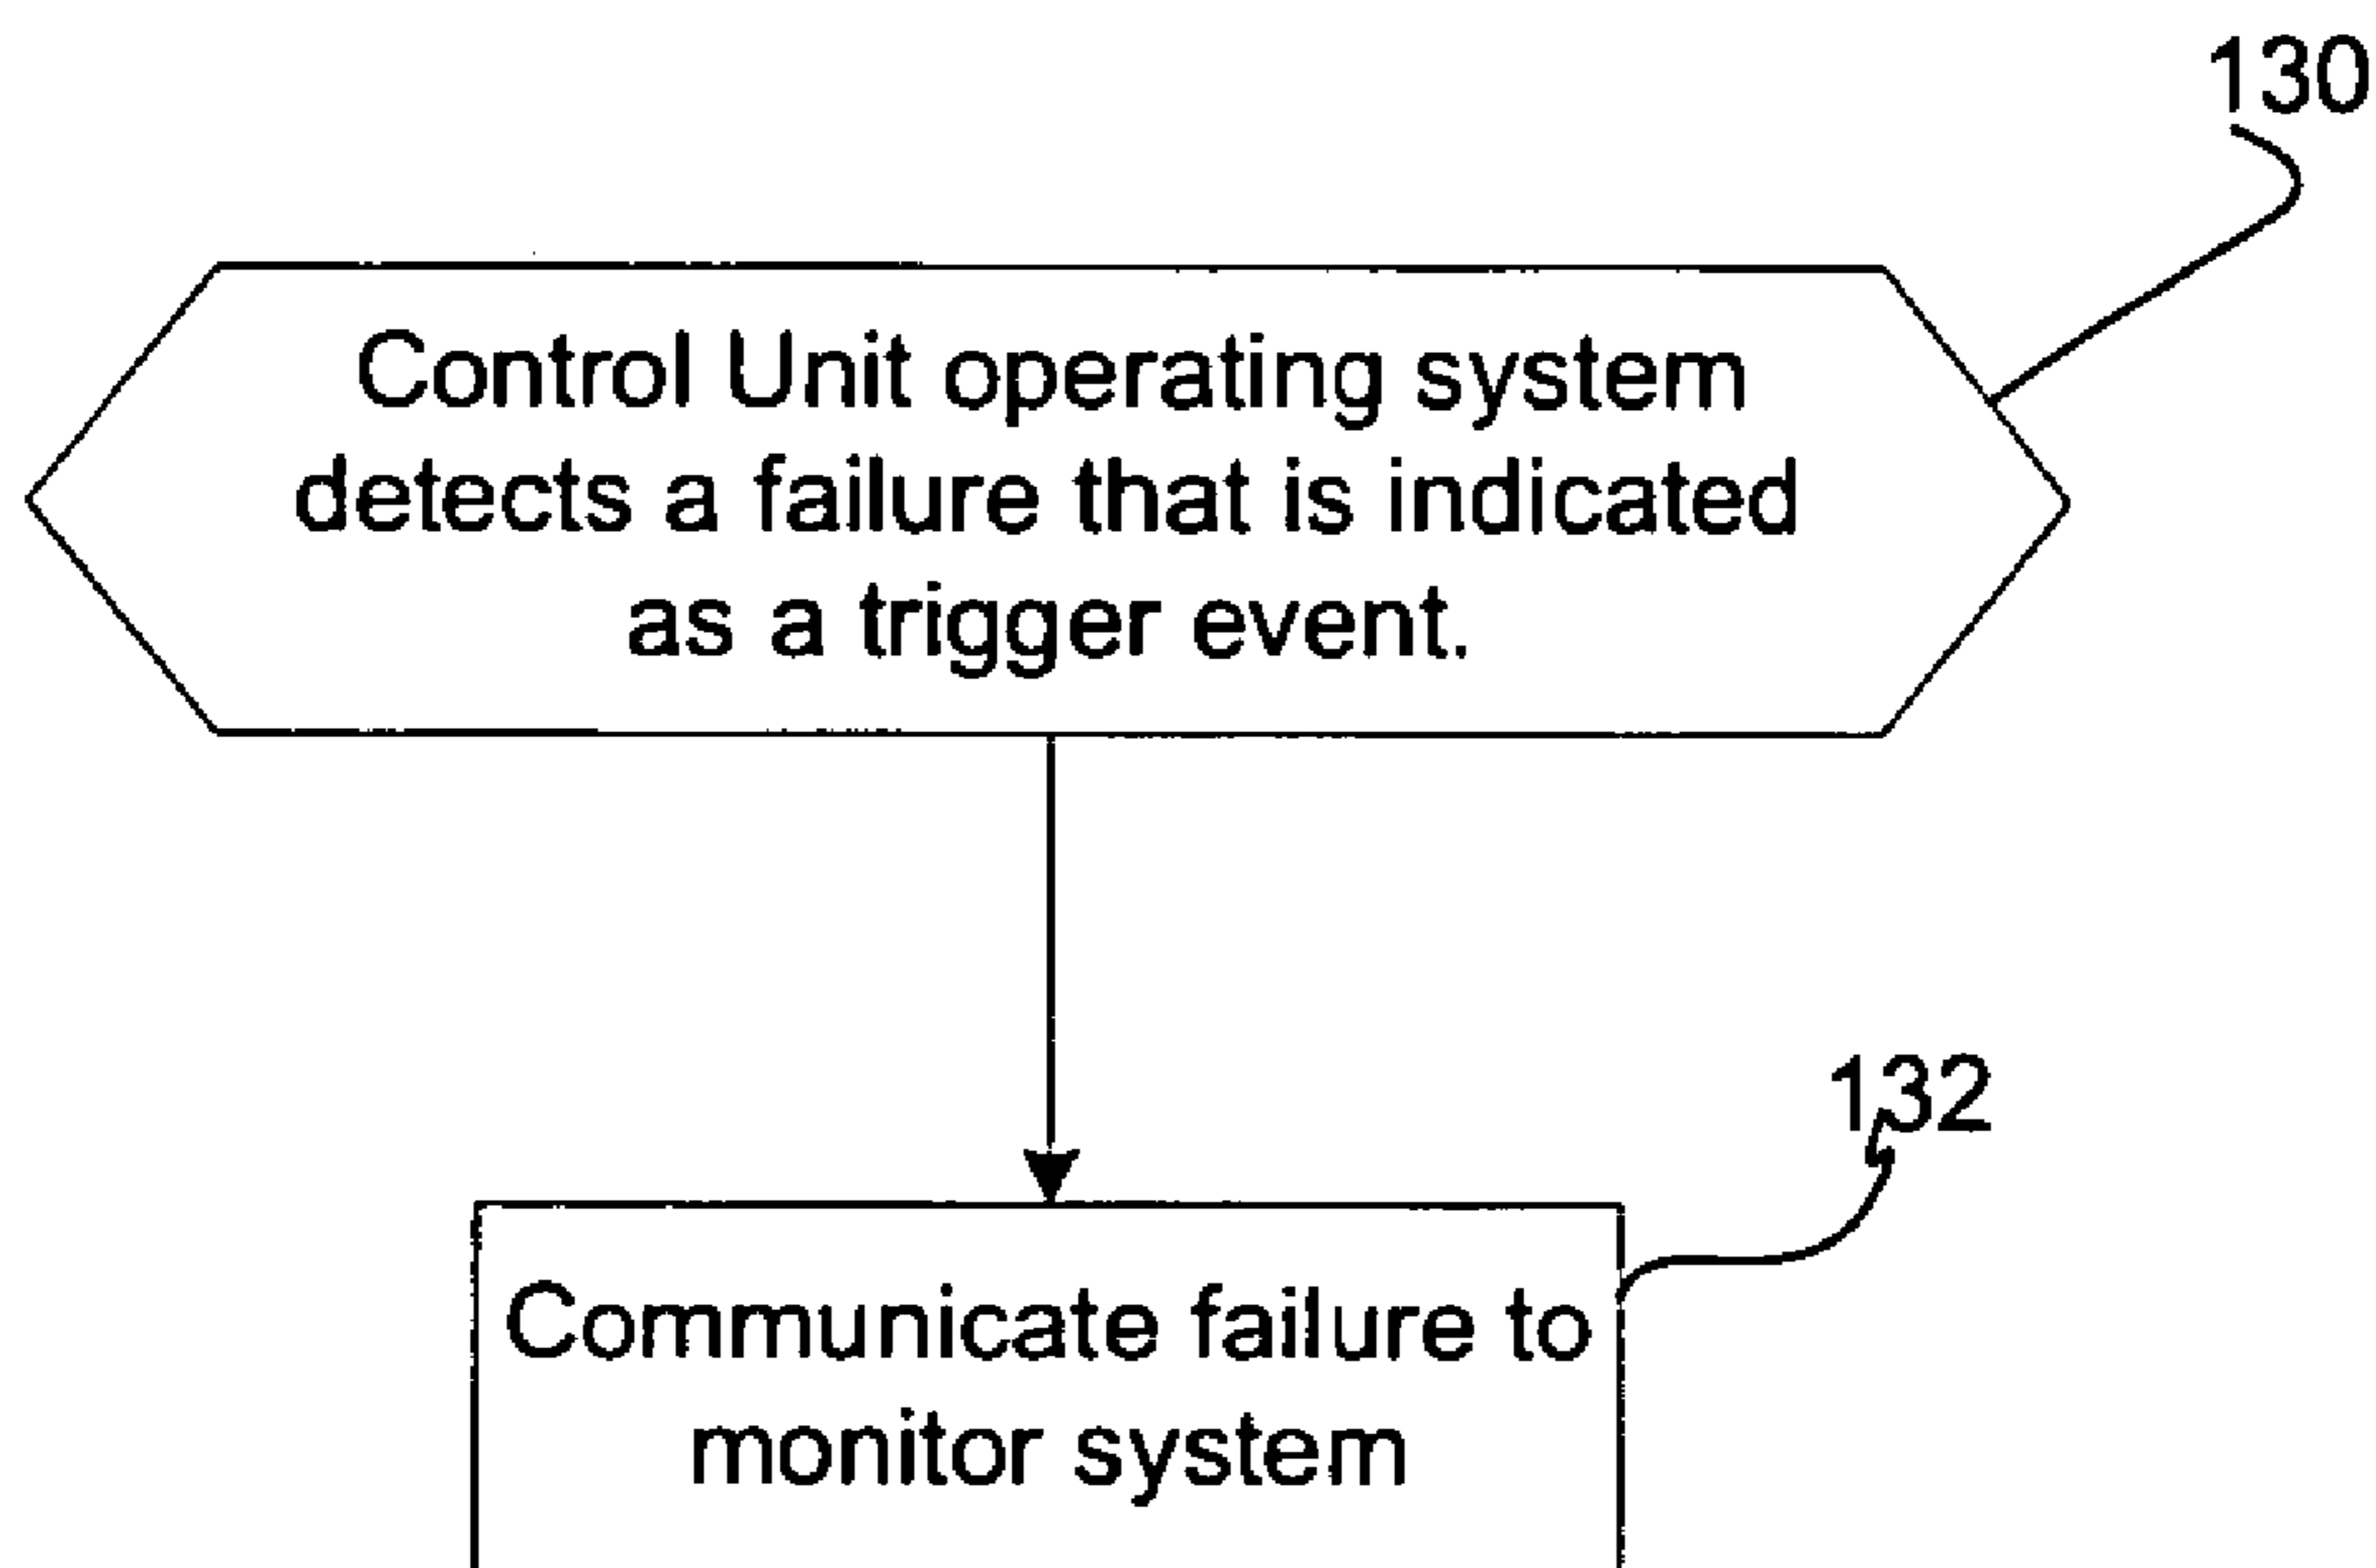 130
Control Unit operating system
detects a failure that is indicated
as a trigger event.
132
Communicate failure to
monitor system